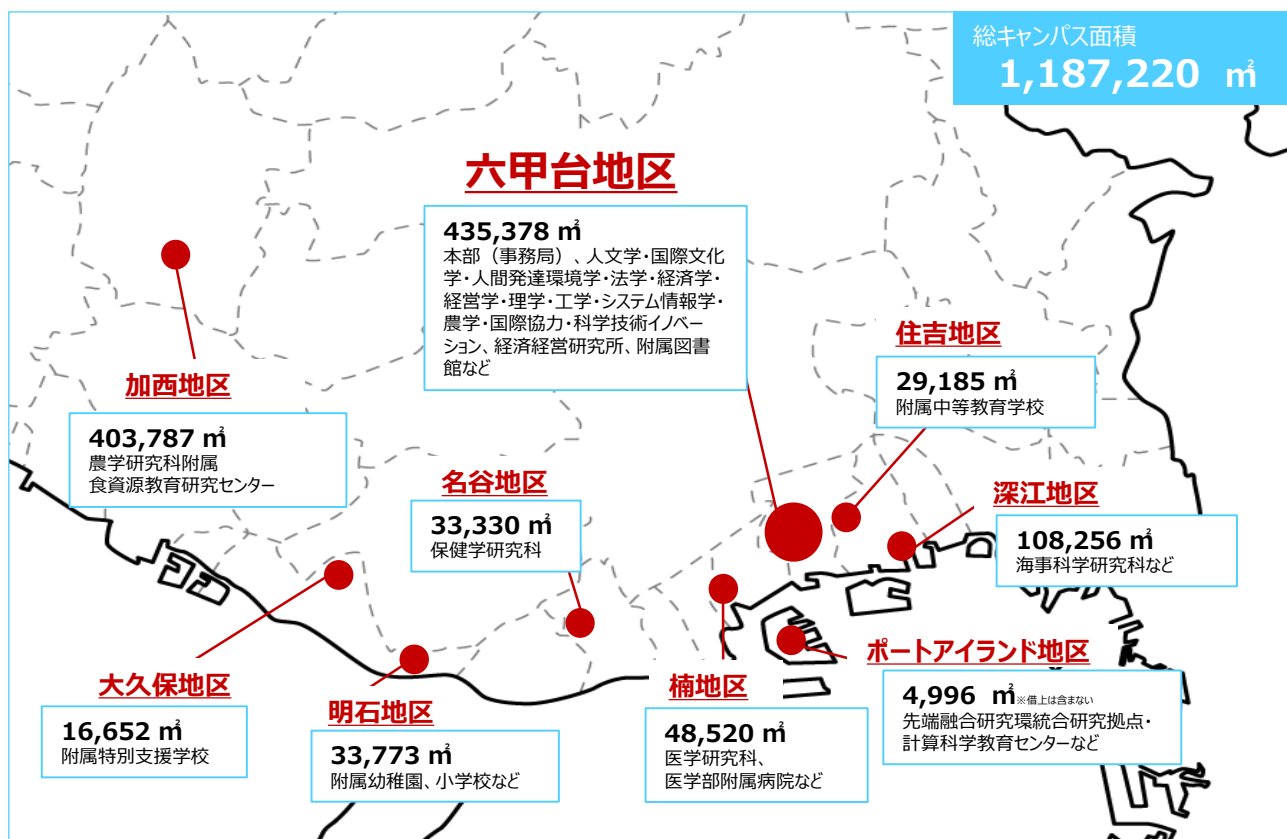 総キャンパス面積
1,187,220 ㎡
六甲台地区
435,378 ㎡
本部（事務局）、人文学・国際文化
学・人間発達環境学・法学・経済学・
経営学・理学・工学・システム情報学・
農学・国際協力・科学技術イノベー
ション、経済経営研究所、附属図書
館など
住吉地区
29,185 ㎡
附属中等教育学校
加西地区
403,787 ㎡
農学研究科附属
食資源教育研究センター
名谷地区
33,330 ㎡
保健学研究科
深江地区
108,256 ㎡
海事科学研究科など
大久保地区
16,652 ㎡
附属特別支援学校
明石地区
33,773 ㎡
附属幼稚園、小学校など
楠地区
48,520 ㎡
医学研究科、
医学部附属病院など
ポートアイランド地区
4,996 ㎡※借上は含まない
先端融合研究環統合研究拠点・
計算科学教育センターなど